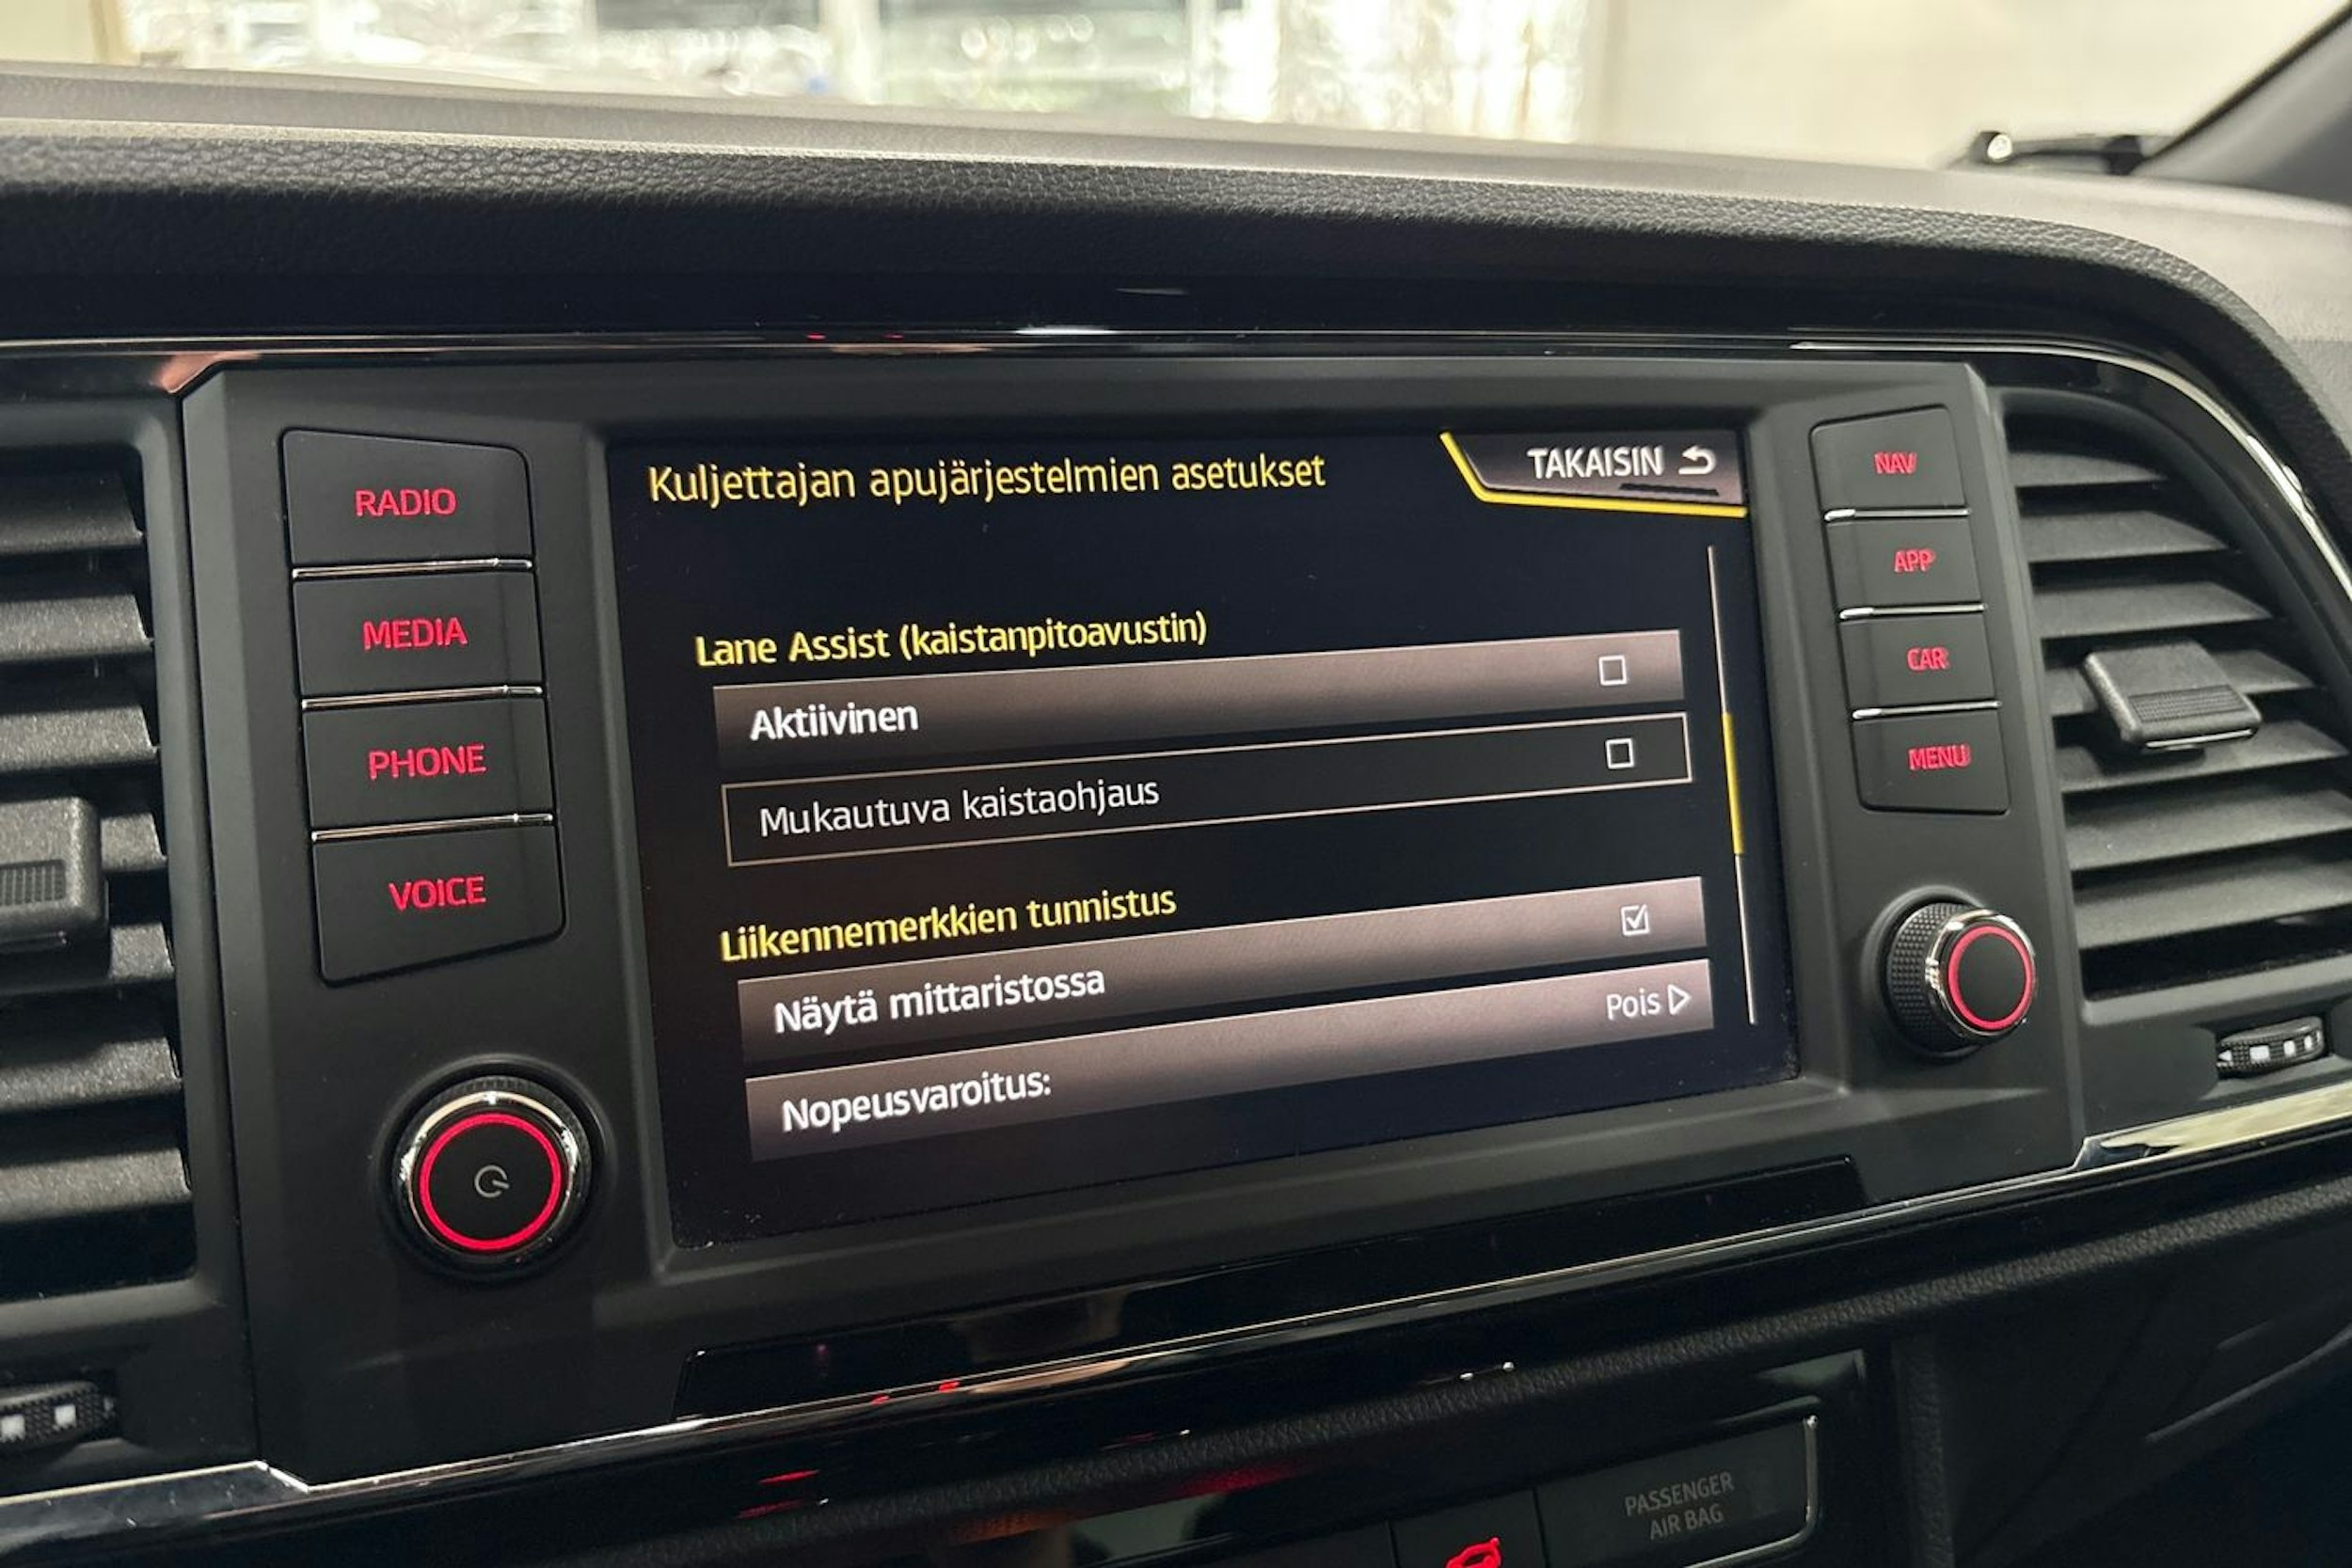 RADIO
MEDIA
PHONE
VOICE
Kuljettajan apujärjestelmien asetukset
TAKAISIN
Lane Assist (kaistanpitoavustin)
Aktiivinen
Mukautuva kaistaohjaus
Liikennemerkkien tunnistus
Näytä mittaristossa
Nopeusvaroitus:
Pois
NAV
APP
CAR
MENU
PASSENGER
AIR BAG